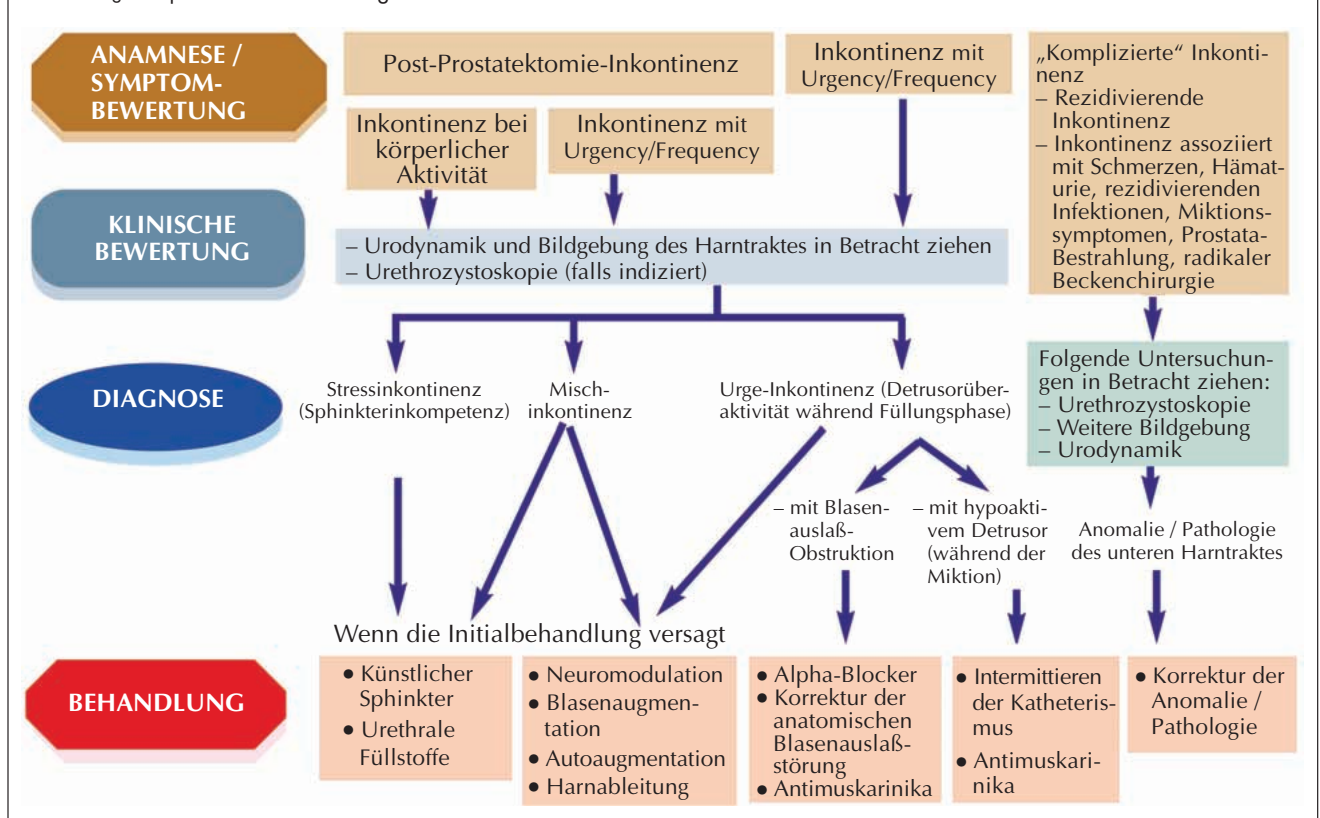 ANAMNESE /
SYMPTOM-
BEWERTUNG
Post-Prostatektomie-Inkontinenz
Inkontinenz mit
Urgency/Frequency
„Komplizierte“ Inkonti-
nenz
– Rezidivierende
Inkontinenz
– Inkontinenz assoziiert
mit Schmerzen, Hämat-
urie, rezidivierenden
Infektionen, Miktions-
symptomen, Prostata-
Bestrahlung, radikaler
Beckenchirurgie
Inkontinenz bei
körperlicher
Aktivität
Inkontinenz mit
Urgency/Frequency
KLINISCHE
BEWERTUNG
– Urodynamik und Bildgebung des Harntraktes in Betracht ziehen
– Urethrozystoskopie (falls indiziert)
DIAGNOSE
Stressinkontinenz
(Sphinkterinkompetenz)
Misch-
inkontinenz
Urge-Inkontinenz (Detrusorüber-
aktivität während Füllungsphase)
Folgende Untersuchun-
gen in Betracht ziehen:
– Urethrozystoskopie
– Weitere Bildgebung
– Urodynamik
– mit Blasen-
auslaß-
Obstruktion
– mit hypoakti-
vem Detrusor
(während der
Miktion)
Anomalie / Pathologie
des unteren Harntraktes
Wenn die Initialbehandlung versagt
BEHANDLUNG
● Künstlicher
Sphinkter
● Urethrale
Füllstoffe
● Neuromodulation
● Blasenaugmen-
tation
● Autoaugmentation
● Harnableitung
● Alpha-Blocker
● Korrektur der
anatomischen
Blasenauslaß-
störung
● Antimuskarinika
● Intermittieren
der Katheteris-
mus
● Antimuskari-
nika
● Korrektur der
Anomalie /
Pathologie